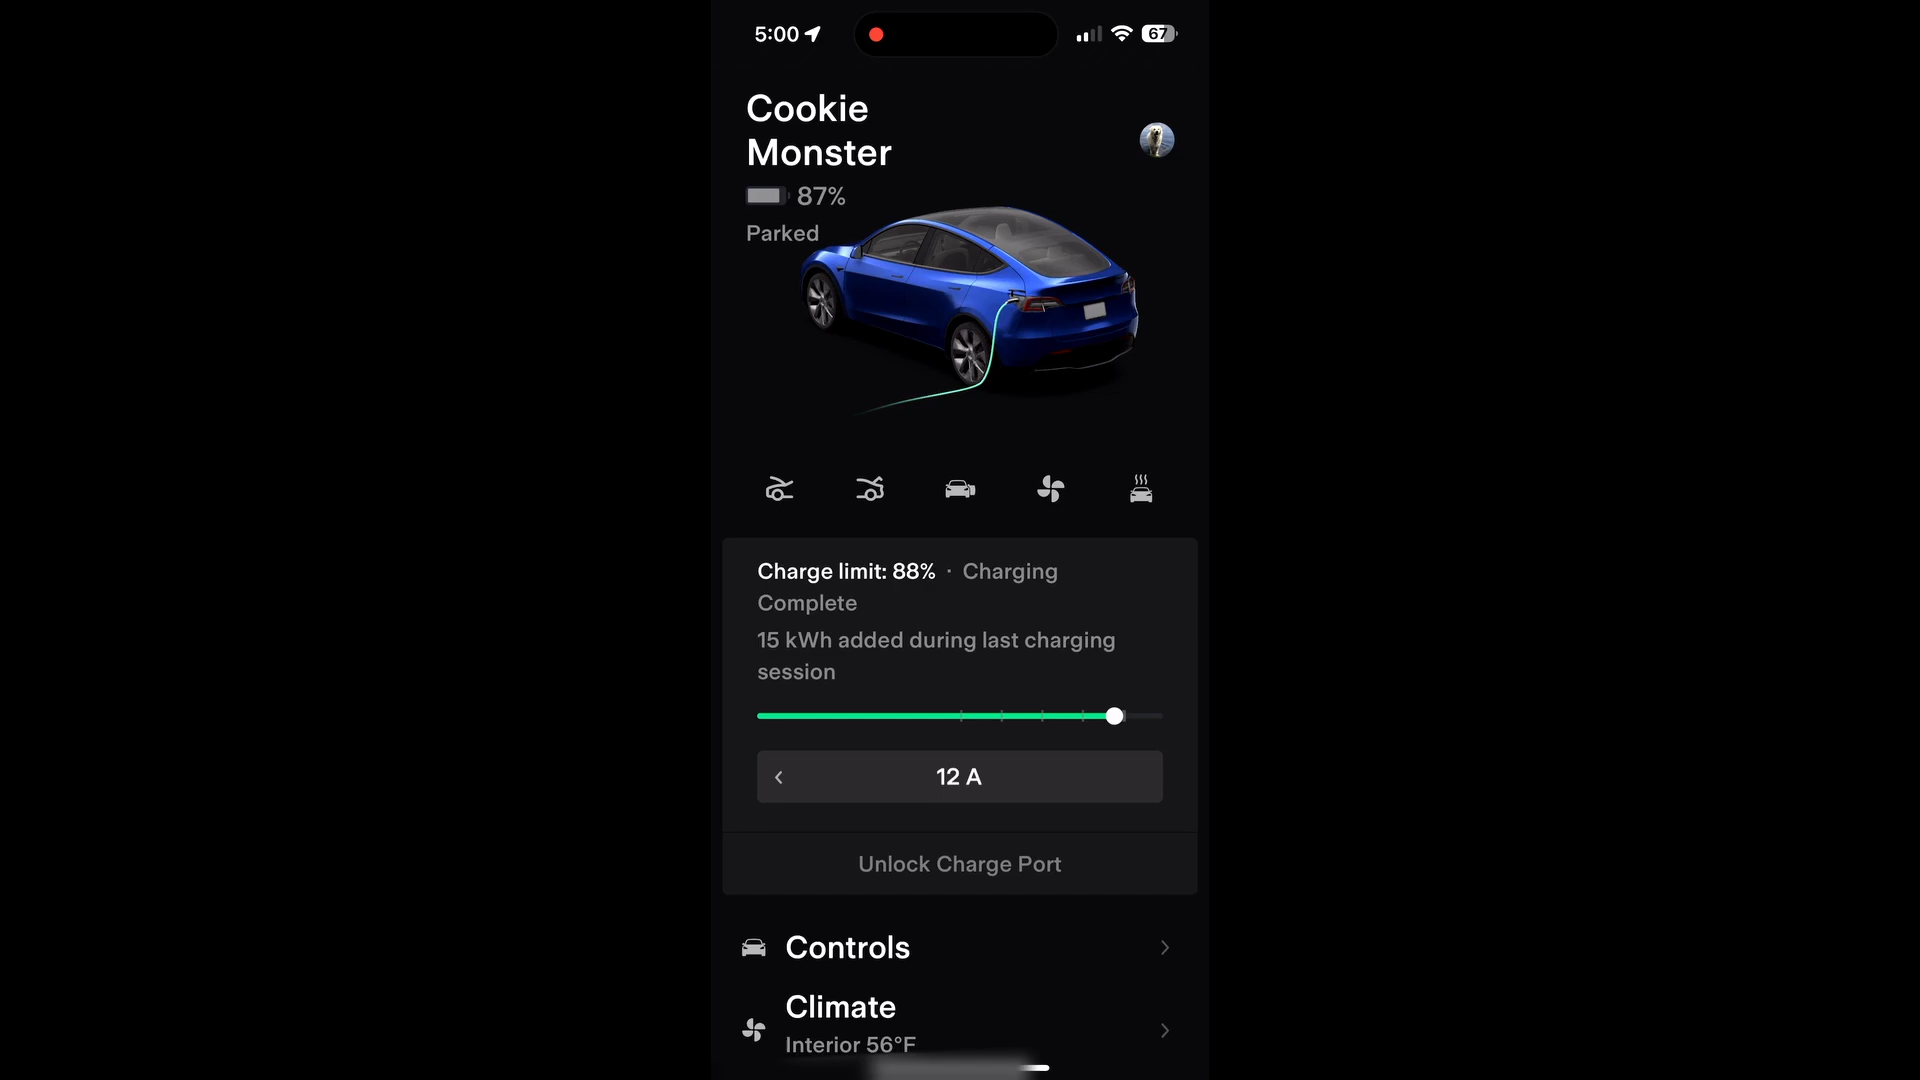 5:00
67
Cookie
Monster
87%
Parked
Charge limit: 88% · Charging
Complete
15 kWh added during last charging
session
12 A
Unlock Charge Port
Controls
Climate
Interior 56°F